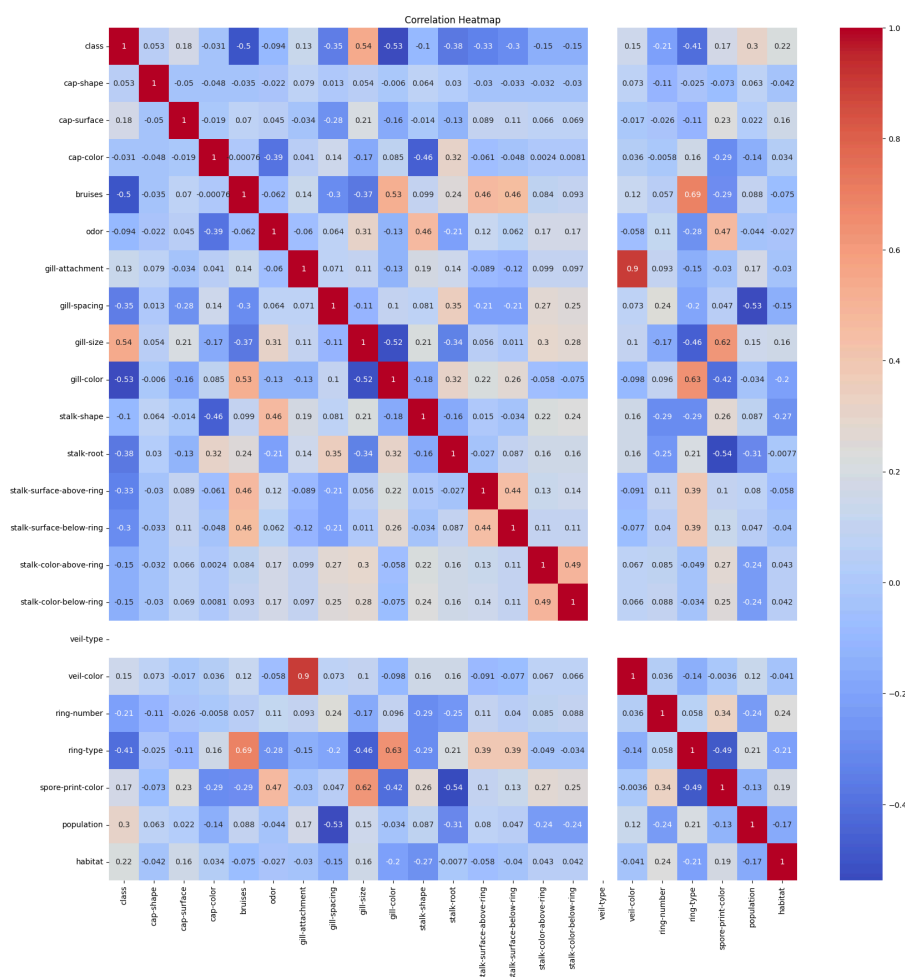 Correlation Heatmap
class 1 0.053 0.18 -0.031 -0.5 -0.094 0.13 -0.35 0.54 -0.53 -0.1 -0.38 -0.33 -0.3 -0.15 -0.15 0.15 -0.21 -0.41 0.17 0.3 0.22
cap-shape 0.053 1 -0.05 -0.048 -0.035 -0.022 0.079 0.013 0.054 -0.006 0.064 0.03 -0.03 -0.033 -0.032 -0.03 0.073 -0.11 -0.025 -0.073 0.063 -0.042
cap-surface 0.18 -0.05 1 -0.019 0.07 0.045 -0.034 -0.28 0.21 -0.16 -0.014 -0.13 0.089 0.11 0.066 0.069 -0.017 -0.026 -0.11 0.23 0.022 0.16
cap-color -0.031 -0.048 -0.019 1 0.00076 -0.39 0.041 0.14 -0.17 0.085 -0.46 0.32 -0.061 -0.048 0.0024 0.0081 0.036 -0.0058 0.16 -0.29 -0.14 0.034
bruises -0.5 -0.035 0.07 -0.00076 1 -0.062 0.14 -0.3 -0.37 0.53 0.099 0.24 0.46 0.46 0.084 0.093 0.12 0.057 0.69 -0.29 0.088 -0.075
odor -0.094 -0.022 0.045 -0.39 -0.062 1 -0.06 0.064 0.31 -0.13 0.46 -0.21 0.12 0.062 0.17 0.17 -0.058 0.11 -0.28 0.47 -0.044 -0.027
gill-attachment 0.13 0.079 -0.034 0.041 0.14 -0.06 1 0.071 0.11 -0.13 0.19 0.14 -0.089 -0.12 0.099 0.097 0.9 0.093 -0.15 -0.03 0.17 -0.03
gill-spacing -0.35 0.013 -0.28 0.14 -0.3 0.064 0.071 1 -0.11 0.1 0.081 0.35 -0.21 -0.21 0.27 0.25 0.073 0.24 -0.2 0.047 -0.53 -0.15
gill-size 0.54 0.054 0.21 -0.17 -0.37 0.31 0.11 -0.11 1 -0.52 0.21 -0.34 0.056 0.011 0.3 0.28 0.1 -0.17 -0.46 0.62 0.15 0.16
gill-color -0.53 -0.006 -0.16 0.085 0.53 -0.13 -0.13 0.1 -0.52 1 -0.18 0.32 0.22 0.26 -0.058 -0.075 -0.098 0.096 0.63 -0.42 -0.034 -0.2
stalk-shape -0.1 0.064 -0.014 -0.46 0.099 0.46 0.19 0.081 0.21 -0.18 1 -0.16 0.015 -0.034 0.22 0.24 0.16 -0.29 -0.29 0.26 0.087 -0.27
stalk-root -0.38 0.03 -0.13 0.32 0.24 -0.21 0.14 0.35 -0.34 0.32 -0.16 1 -0.027 0.087 0.16 0.16 0.16 -0.25 0.21 -0.54 -0.31 -0.0077
stalk-surface-above-ring -0.33 -0.03 0.089 -0.061 0.46 0.12 -0.089 -0.21 0.056 0.22 0.015 -0.027 1 0.44 0.13 0.14 -0.091 0.11 0.39 0.1 0.08 -0.058
stalk-surface-below-ring -0.3 -0.033 0.11 -0.048 0.46 0.062 -0.12 -0.21 0.011 0.26 -0.034 0.087 0.44 1 0.11 0.11 -0.077 0.04 0.39 0.13 0.047 -0.04
stalk-color-above-ring -0.15 -0.032 0.066 0.0024 0.084 0.17 0.099 0.27 0.3 -0.058 0.22 0.16 0.13 0.11 1 0.49 0.067 0.085 -0.049 0.27 -0.24 0.043
stalk-color-below-ring -0.15 -0.03 0.069 0.0081 0.093 0.17 0.097 0.25 0.28 -0.075 0.24 0.16 0.14 0.11 0.49 1 0.066 0.088 -0.034 0.25 -0.24 0.042
veil-type
veil-color 0.15 0.073 -0.017 0.036 0.12 -0.058 0.9 0.073 0.1 -0.098 0.16 0.16 -0.091 -0.077 0.067 0.066 1 0.036 -0.14 -0.0036 0.12 -0.041
ring-number -0.21 -0.11 -0.026 -0.0058 0.057 0.11 0.093 0.24 -0.17 0.096 -0.29 -0.25 0.11 0.04 0.085 0.088 0.036 1 0.058 0.34 -0.24 0.24
ring-type -0.41 -0.025 -0.11 0.16 0.69 -0.28 -0.15 -0.2 -0.46 0.63 -0.29 0.21 0.39 0.39 -0.049 -0.034 -0.14 0.058 1 -0.49 0.21 -0.21
spore-print-color 0.17 -0.073 0.23 -0.29 -0.29 0.47 -0.03 0.047 0.62 -0.42 0.26 -0.54 0.1 0.13 0.27 0.25 -0.0036 0.34 -0.49 1 -0.13 0.19
population 0.3 0.063 0.022 -0.14 0.088 -0.044 0.17 -0.53 0.15 -0.034 0.087 -0.31 0.08 0.047 -0.24 -0.24 0.12 -0.24 0.21 -0.13 1 -0.17
habitat 0.22 -0.042 0.16 0.034 -0.075 -0.027 -0.03 -0.15 0.16 -0.2 -0.27 -0.0077 -0.058 -0.04 0.043 0.042 -0.041 0.24 -0.21 0.19 -0.17 1
class
cap-shape
cap-surface
cap-color
bruises
odor
gill-attachment
gill-spacing
gill-size
gill-color
stalk-shape
stalk-root
stalk-surface-above-ring
stalk-surface-below-ring
stalk-color-above-ring
stalk-color-below-ring
veil-type
veil-color
ring-number
ring-type
spore-print-color
population
habitat
1.0
0.8
0.6
0.4
0.2
0.0
−0.2
−0.4